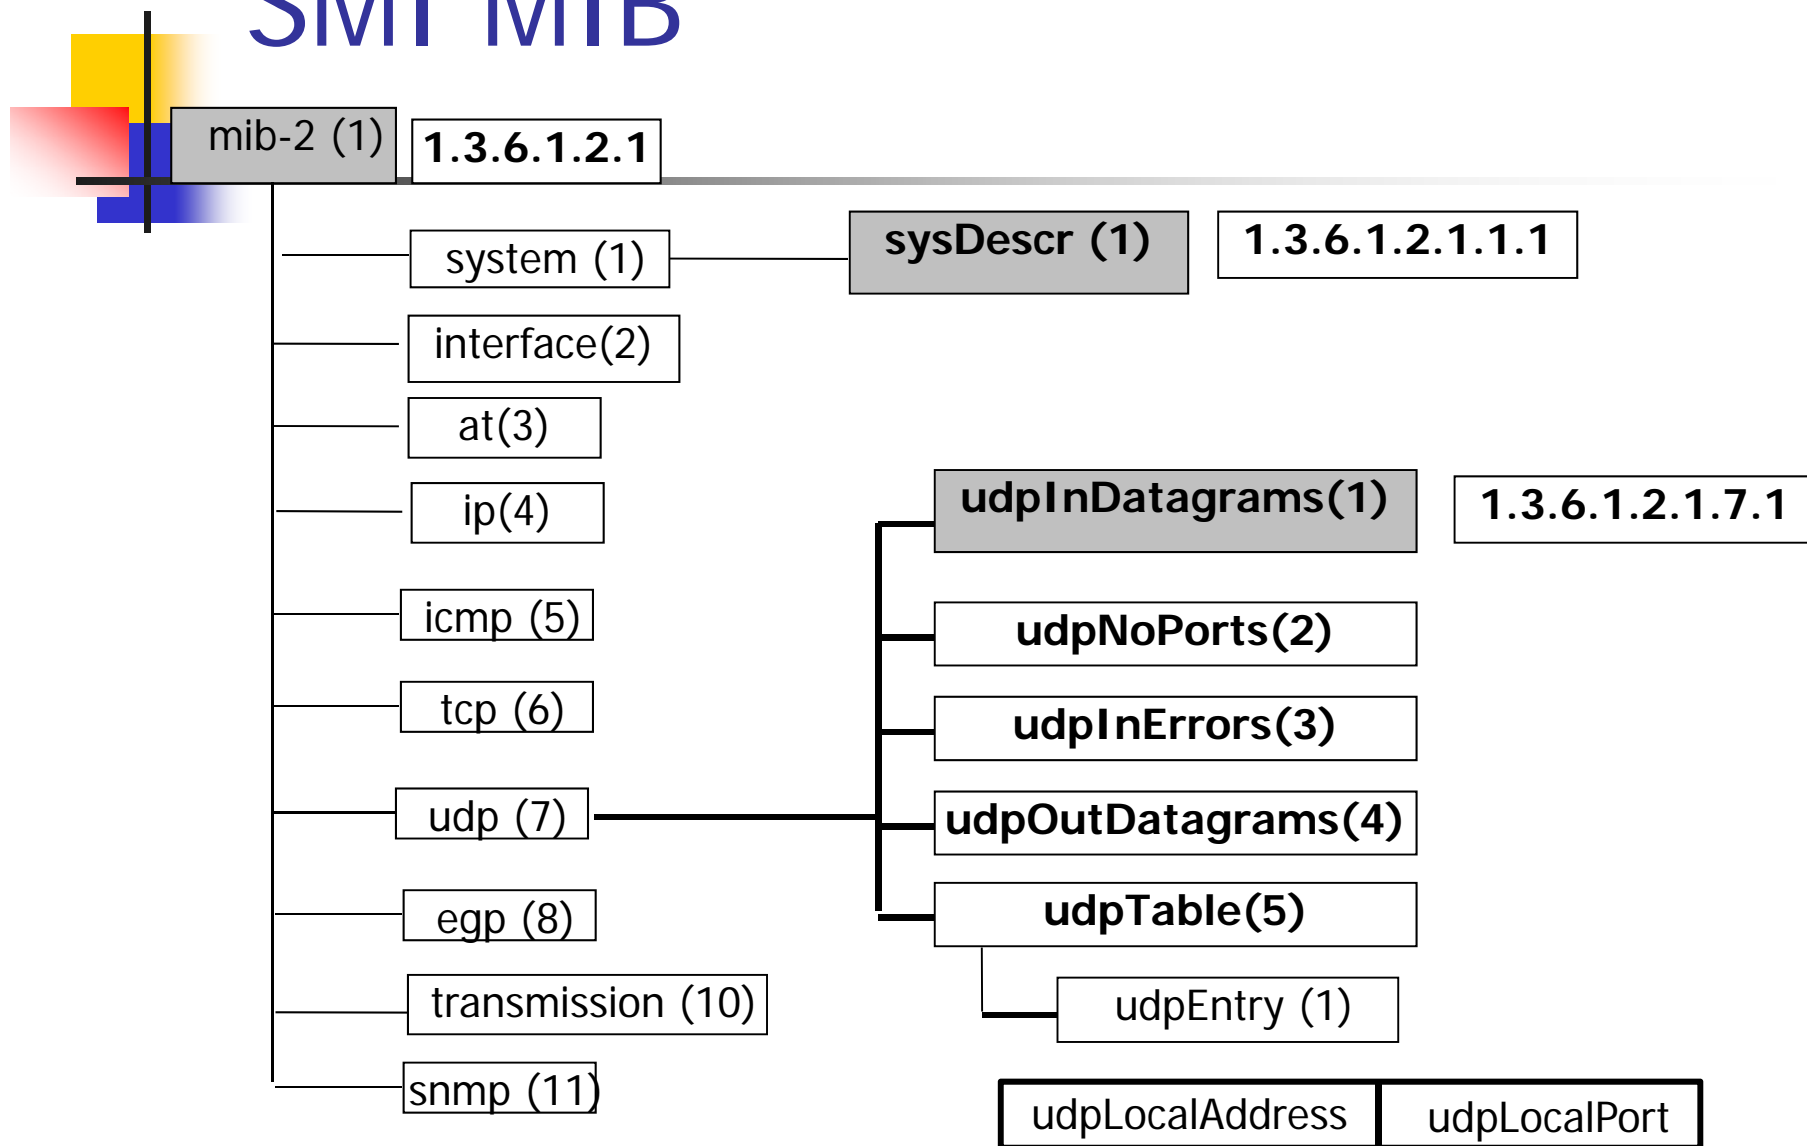 SMI MIB
mib-2 (1)
1.3.6.1.2.1
system (1)
sysDescr (1)
1.3.6.1.2.1.1.1
interface(2)
at(3)
ip(4)
udpInDatagrams(1)
1.3.6.1.2.1.7.1
icmp (5)
udpNoPorts(2)
tcp (6)
udpInErrors(3)
udp (7)
udpOutDatagrams(4)
egp (8)
udpTable(5)
transmission (10)
udpEntry (1)
snmp (11)
udpLocalAddress
udpLocalPort